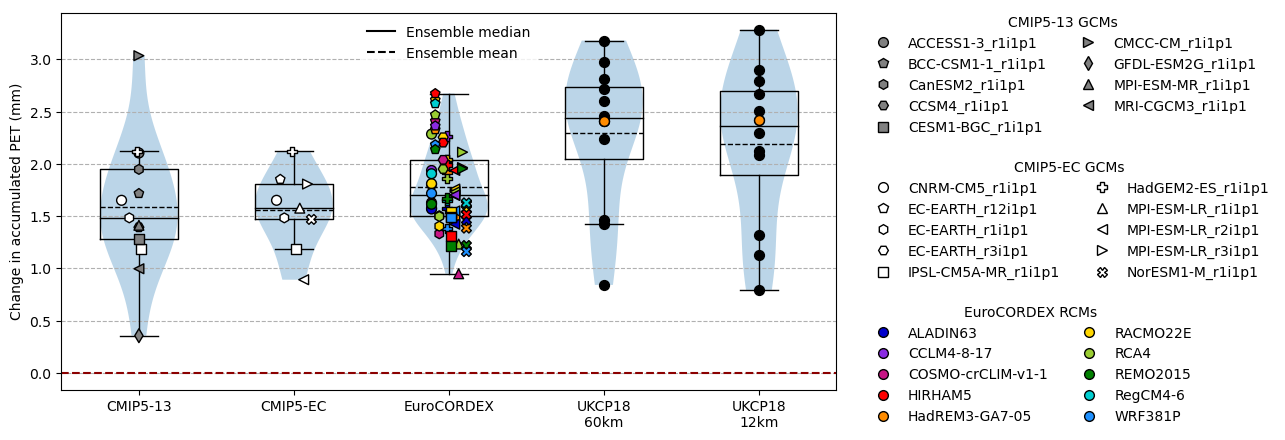 Change in accumulated PET (mm)
3.0
2.5
2.0
1.5
1.0
0.5
0.0
Ensemble median
Ensemble mean
CMIP5-13
CMIP5-EC
EuroCORDEX
UKCP18
60km
UKCP18
12km
CMIP5-13 GCMs
ACCESS1-3_r1i1p1
BCC-CSM1-1_r1i1p1
CanESM2_r1i1p1
CCSM4_r1i1p1
CESM1-BGC_r1i1p1
CMCC-CM_r1i1p1
GFDL-ESM2G_r1i1p1
MPI-ESM-MR_r1i1p1
MRI-CGCM3_r1i1p1
CMIP5-EC GCMs
CNRM-CM5_r1i1p1
EC-EARTH_r12i1p1
EC-EARTH_r1i1p1
EC-EARTH_r3i1p1
IPSL-CM5A-MR_r1i1p1
HadGEM2-ES_r1i1p1
MPI-ESM-LR_r1i1p1
MPI-ESM-LR_r2i1p1
MPI-ESM-LR_r3i1p1
NorESM1-M_r1i1p1
EuroCORDEX RCMs
ALADIN63
CCLM4-8-17
COSMO-crCLIM-v1-1
HIRHAM5
HadREM3-GA7-05
RACMO22E
RCA4
REMO2015
RegCM4-6
WRF381P